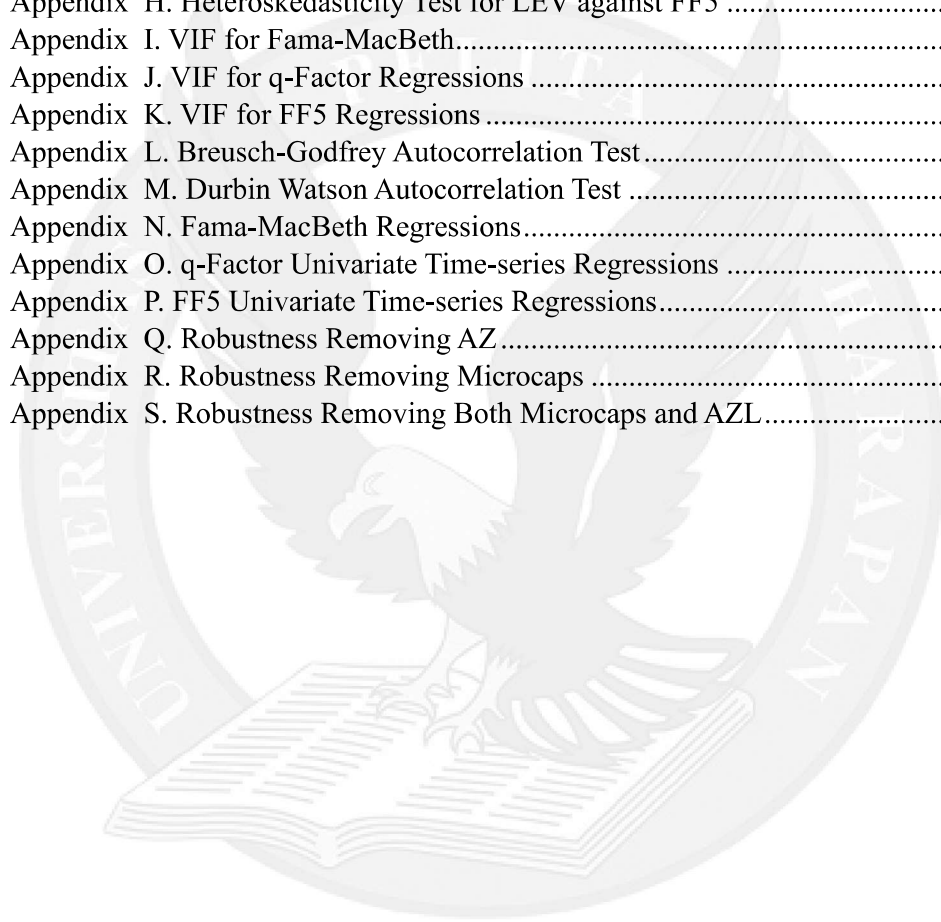 Appendix H. Heteroskedasticity Test for LEV against FF5 ..........................
Appendix I. VIF for Fama-MacBeth..............................................................
Appendix J. VIF for q-Factor Regressions ....................................................
Appendix K. VIF for FF5 Regressions ..........................................................
Appendix L. Breusch-Godfrey Autocorrelation Test......................................
Appendix M. Durbin Watson Autocorrelation Test ........................................
Appendix N. Fama-MacBeth Regressions.....................................................
Appendix O. q-Factor Univariate Time-series Regressions ...........................
Appendix P. FF5 Univariate Time-series Regressions....................................
Appendix Q. Robustness Removing AZ........................................................
Appendix R. Robustness Removing Microcaps .............................................
Appendix S. Robustness Removing Both Microcaps and AZL.......................
UNIVERSITAS PELITA HARAPAN